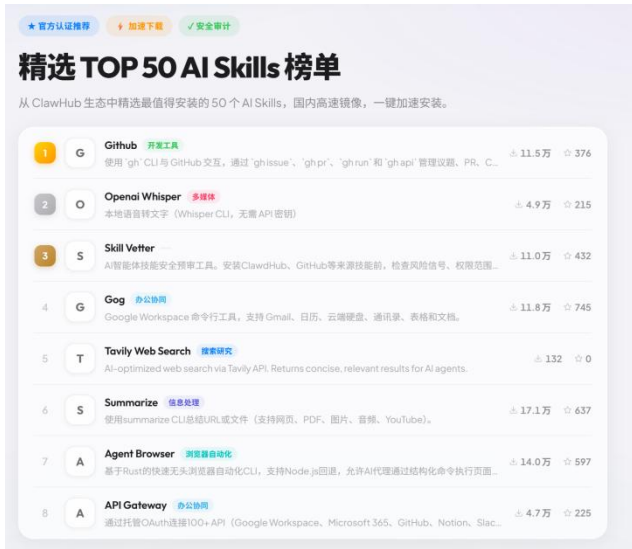 ★ 官方认证推荐 加速下载 ✓安全审计
精选 TOP 50 AI Skills 榜单
从 ClawHub 生态中精选最值得安装的 50 个 AI Skills，国内高速镜像，一键加速安装。
1 G Github 开发工具 11.5万 376
使用 `gh` CLI 与 GitHub 交互，通过 `gh issue`、`gh pr`、`gh run` 和 `gh api` 管理议题、PR、C...
2 O Openai Whisper 多媒体 4.9万 215
本地语音转文字（Whisper CLI，无需 API 密钥）
3 S Skill Vetter 11.0万 432
AI智能体技能安全预审工具。安装ClawdHub、GitHub等来源技能前，检查风险信号、权限范围...
4 G Gog 办公协同 11.8万 745
Google Workspace 命令行工具，支持 Gmail、日历、云端硬盘、通讯录、表格和文档。
5 T Tavily Web Search 搜索研究 132 0
AI-optimized web search via Tavily API. Returns concise, relevant results for AI agents.
6 S Summarize 信息处理 17.1万 637
使用summarize CLI总结URL或文件（支持网页、PDF、图片、音频、YouTube）。
7 A Agent Browser 浏览器自动化 14.0万 597
基于Rust的快速无头浏览器自动化CLI，支持Node.js回退，允许AI代理通过结构化命令执行页面...
8 A API Gateway 办公协同 4.7万 225
通过托管OAuth连接100+ API（Google Workspace、Microsoft 365、GitHub、Notion、Slac...